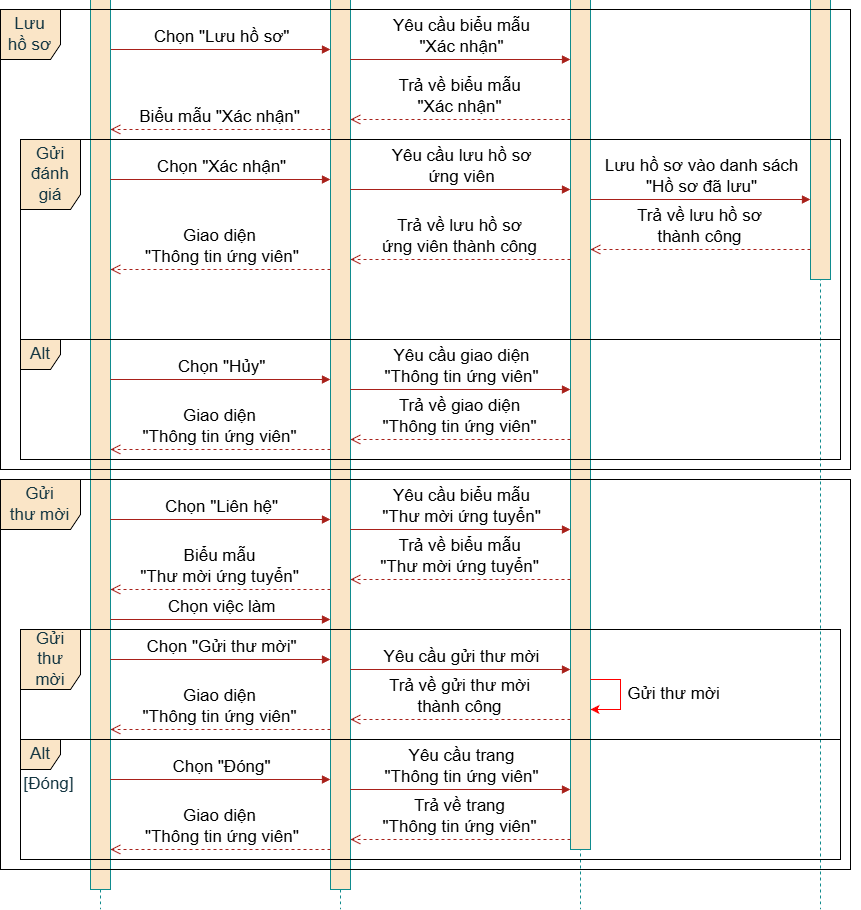 Lưu
hồ sơ
Chọn "Lưu hồ sơ"
Yêu cầu biểu mẫu
"Xác nhận"
Trả về biểu mẫu
"Xác nhận"
Biểu mẫu "Xác nhận"
Gửi
đánh
giá
Chọn "Xác nhận"
Yêu cầu lưu hồ sơ
ứng viên
Lưu hồ sơ vào danh sách
"Hồ sơ đã lưu"
Trả về lưu hồ sơ
thành công
Trả về lưu hồ sơ
ứng viên thành công
Giao diện
"Thông tin ứng viên"
Alt
Chọn "Hủy"
Yêu cầu giao diện
"Thông tin ứng viên"
Trả về giao diện
"Thông tin ứng viên"
Giao diện
"Thông tin ứng viên"
Gửi
thư mời
Chọn "Liên hệ"
Yêu cầu biểu mẫu
"Thư mời ứng tuyển"
Trả về biểu mẫu
"Thư mời ứng tuyển"
Biểu mẫu
"Thư mời ứng tuyển"
Chọn việc làm
Gửi
thư
mời
Chọn "Gửi thư mời"
Yêu cầu gửi thư mời
Gửi thư mời
Trả về gửi thư mời
thành công
Giao diện
"Thông tin ứng viên"
Alt
[Đóng]
Chọn "Đóng"
Yêu cầu trang
"Thông tin ứng viên"
Trả về trang
"Thông tin ứng viên"
Giao diện
"Thông tin ứng viên"